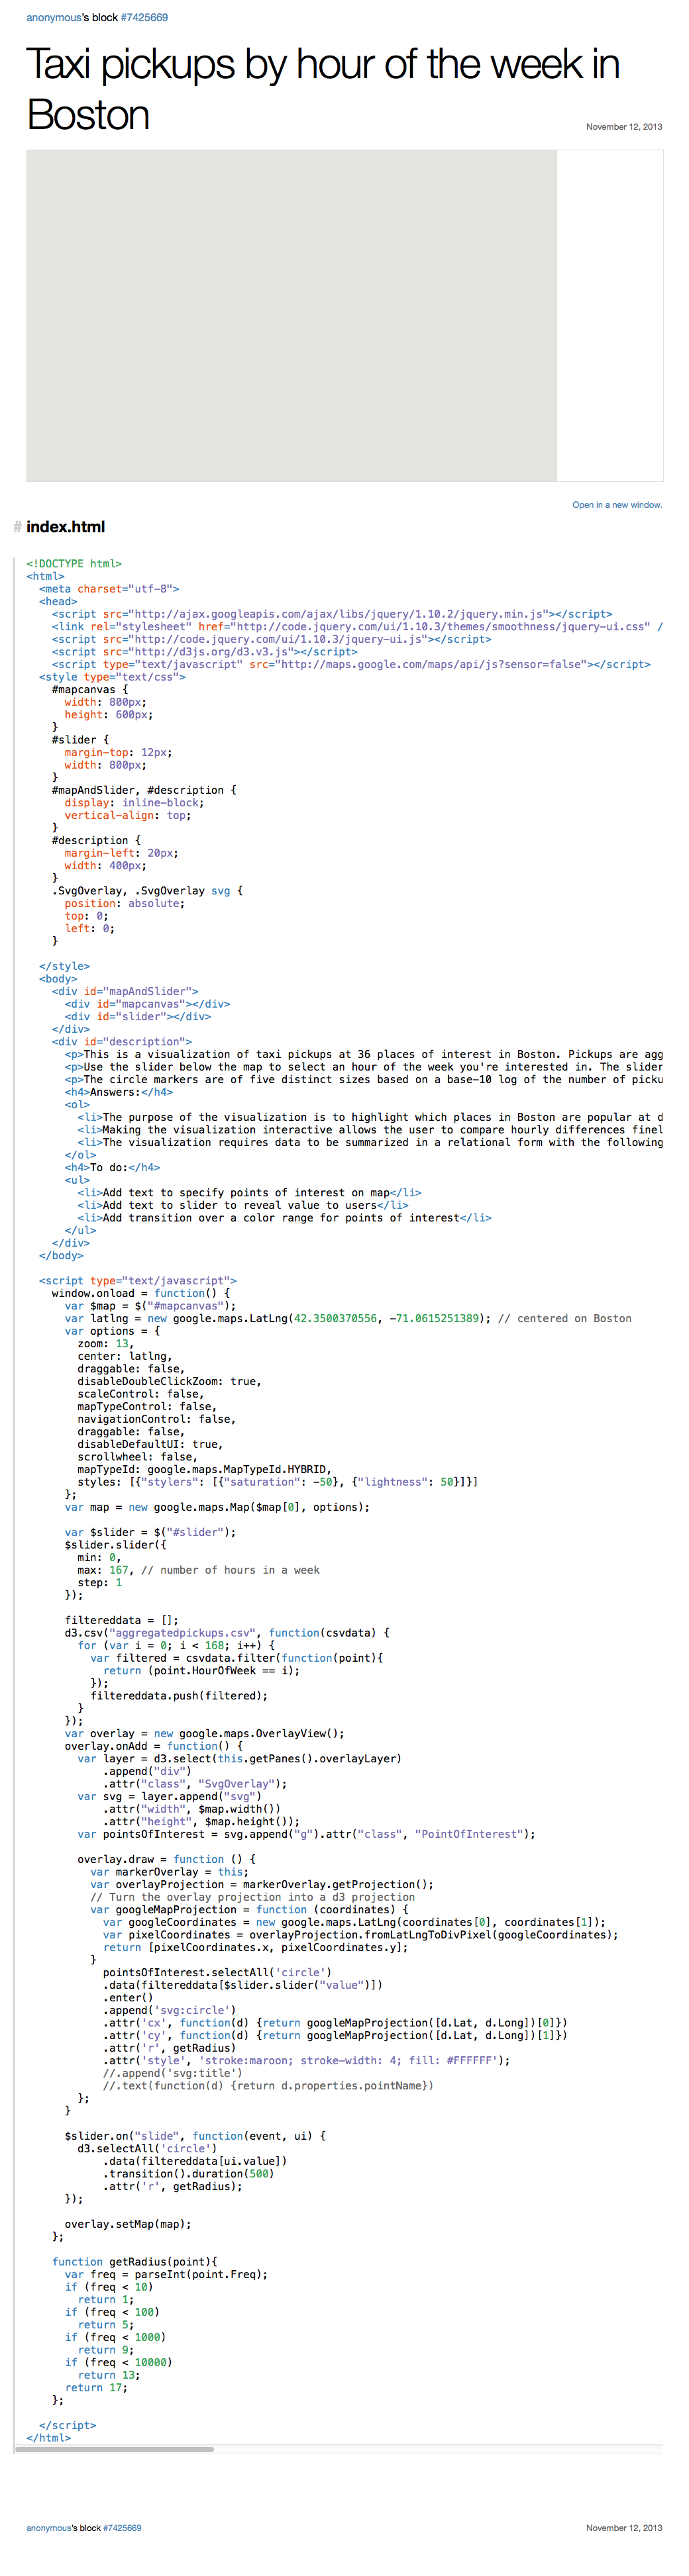 anonymous's block #7425669
Taxi pickups by hour of the week in
Boston
November 12, 2013
Open in a new window.
# index.html
<!DOCTYPE html>
<html>
  <meta charset="utf-8">
  <head>
    <script src="http://ajax.googleapis.com/ajax/libs/jquery/1.10.2/jquery.min.js"></script>
    <link rel="stylesheet" href="http://code.jquery.com/ui/1.10.3/themes/smoothness/jquery-ui.css" /
    <script src="http://code.jquery.com/ui/1.10.3/jquery-ui.js"></script>
    <script src="http://d3js.org/d3.v3.js"></script>
    <script type="text/javascript" src="http://maps.google.com/maps/api/js?sensor=false"></script>
  <style type="text/css">
    #mapcanvas {
      width: 800px;
      height: 600px;
    }
    #slider {
      margin-top: 12px;
      width: 800px;
    }
    #mapAndSlider, #description {
      display: inline-block;
      vertical-align: top;
    }
    #description {
      margin-left: 20px;
      width: 400px;
    }
    .SvgOverlay, .SvgOverlay svg {
      position: absolute;
      top: 0;
      left: 0;
    }
  </style>
  <body>
    <div id="mapAndSlider">
      <div id="mapcanvas"></div>
      <div id="slider"></div>
    </div>
    <div id="description">
      <p>This is a visualization of taxi pickups at 36 places of interest in Boston. Pickups are agg
      <p>Use the slider below the map to select an hour of the week you're interested in. The slider
      <p>The circle markers are of five distinct sizes based on a base-10 log of the number of picku
      <h4>Answers:</h4>
      <ol>
        <li>The purpose of the visualization is to highlight which places in Boston are popular at d
        <li>Making the visualization interactive allows the user to compare hourly differences finel
        <li>The visualization requires data to be summarized in a relational form with the following
      </ol>
      <h4>To do:</h4>
      <ul>
        <li>Add text to specify points of interest on map</li>
        <li>Add text to slider to reveal value to users</li>
        <li>Add transition over a color range for points of interest</li>
      </ul>
    </div>
  </body>
  <script type="text/javascript">
    window.onload = function() {
      var $map = $("#mapcanvas");
      var latlng = new google.maps.LatLng(42.3500370556, -71.0615251389); // centered on Boston
      var options = {
        zoom: 13,
        center: latlng,
        draggable: false,
        disableDoubleClickZoom: true,
        scaleControl: false,
        mapTypeControl: false,
        navigationControl: false,
        draggable: false,
        disableDefaultUI: true,
        scrollwheel: false,
        mapTypeId: google.maps.MapTypeId.HYBRID,
        styles: [{"stylers": [{"saturation": -50}, {"lightness": 50}]}]
      };
      var map = new google.maps.Map($map[0], options);
      var $slider = $("#slider");
      $slider.slider({
        min: 0,
        max: 167, // number of hours in a week
        step: 1
      });
      filtereddata = [];
      d3.csv("aggregatedpickups.csv", function(csvdata) {
        for (var i = 0; i < 168; i++) {
          var filtered = csvdata.filter(function(point){
            return (point.HourOfWeek == i);
          });
          filtereddata.push(filtered);
        }
      });
      var overlay = new google.maps.OverlayView();
      overlay.onAdd = function() {
        var layer = d3.select(this.getPanes().overlayLayer)
            .append("div")
            .attr("class", "SvgOverlay");
        var svg = layer.append("svg")
            .attr("width", $map.width())
            .attr("height", $map.height());
        var pointsOfInterest = svg.append("g").attr("class", "PointOfInterest");
        overlay.draw = function () {
          var markerOverlay = this;
          var overlayProjection = markerOverlay.getProjection();
          // Turn the overlay projection into a d3 projection
          var googleMapProjection = function (coordinates) {
            var googleCoordinates = new google.maps.LatLng(coordinates[0], coordinates[1]);
            var pixelCoordinates = overlayProjection.fromLatLngToDivPixel(googleCoordinates);
            return [pixelCoordinates.x, pixelCoordinates.y];
          }
            pointsOfInterest.selectAll('circle')
            .data(filtereddata[$slider.slider("value")])
            .enter()
            .append('svg:circle')
            .attr('cx', function(d) {return googleMapProjection([d.Lat, d.Long])[0]})
            .attr('cy', function(d) {return googleMapProjection([d.Lat, d.Long])[1]})
            .attr('r', getRadius)
            .attr('style', 'stroke:maroon; stroke-width: 4; fill: #FFFFFF');
            //.append('svg:title')
            //.text(function(d) {return d.properties.pointName})
        };
      }
      $slider.on("slide", function(event, ui) {
        d3.selectAll('circle')
            .data(filtereddata[ui.value])
            .transition().duration(500)
            .attr('r', getRadius);
      });
      overlay.setMap(map);
    };
    function getRadius(point){
      var freq = parseInt(point.Freq);
      if (freq < 10)
        return 1;
      if (freq < 100)
        return 5;
      if (freq < 1000)
        return 9;
      if (freq < 10000)
        return 13;
      return 17;
    };
  </script>
</html>
anonymous's block #7425669
November 12, 2013